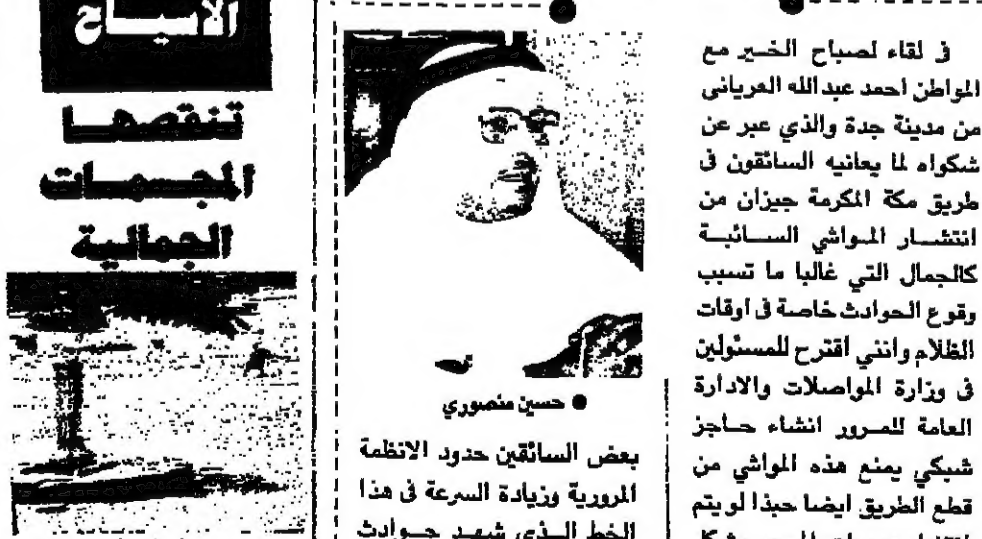 في لقاء لصباح الخير مع
المواطن احمد عبدالله العرياني
من مدينة جدة والذي عبر عن
شكواه لما يعانيه السائقون في
طريق مكة المكرمة جيزان من
انتشار المواشي السائبة
كالجمال التي غالبا ما تسبب
وقوع الحوادث خاصة في اوقات
الظلام وانني اقترح للمسئولين
في وزارة المواصلات والادارة
العامة للمرور انشاء حاجز
شبكي يمنع هذه المواشي من
قطع الطريق ايضا حبذا لو يتم
حسين منصوري
بعض السائقين حدود الانظمة
المرورية وزيادة السرعة في هذا
الخط الذي شهد حوادث
الاسياح
تنقصها
المجسمات
الجمالية